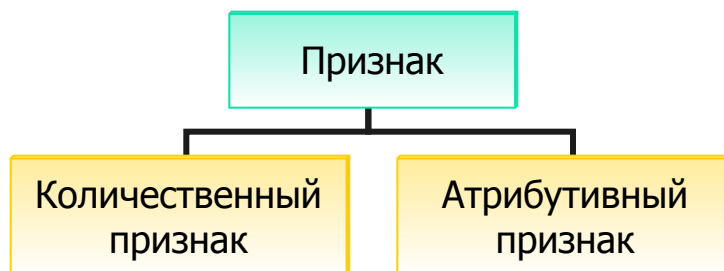 Признак
Количественный
признак
Атрибутивный
признак